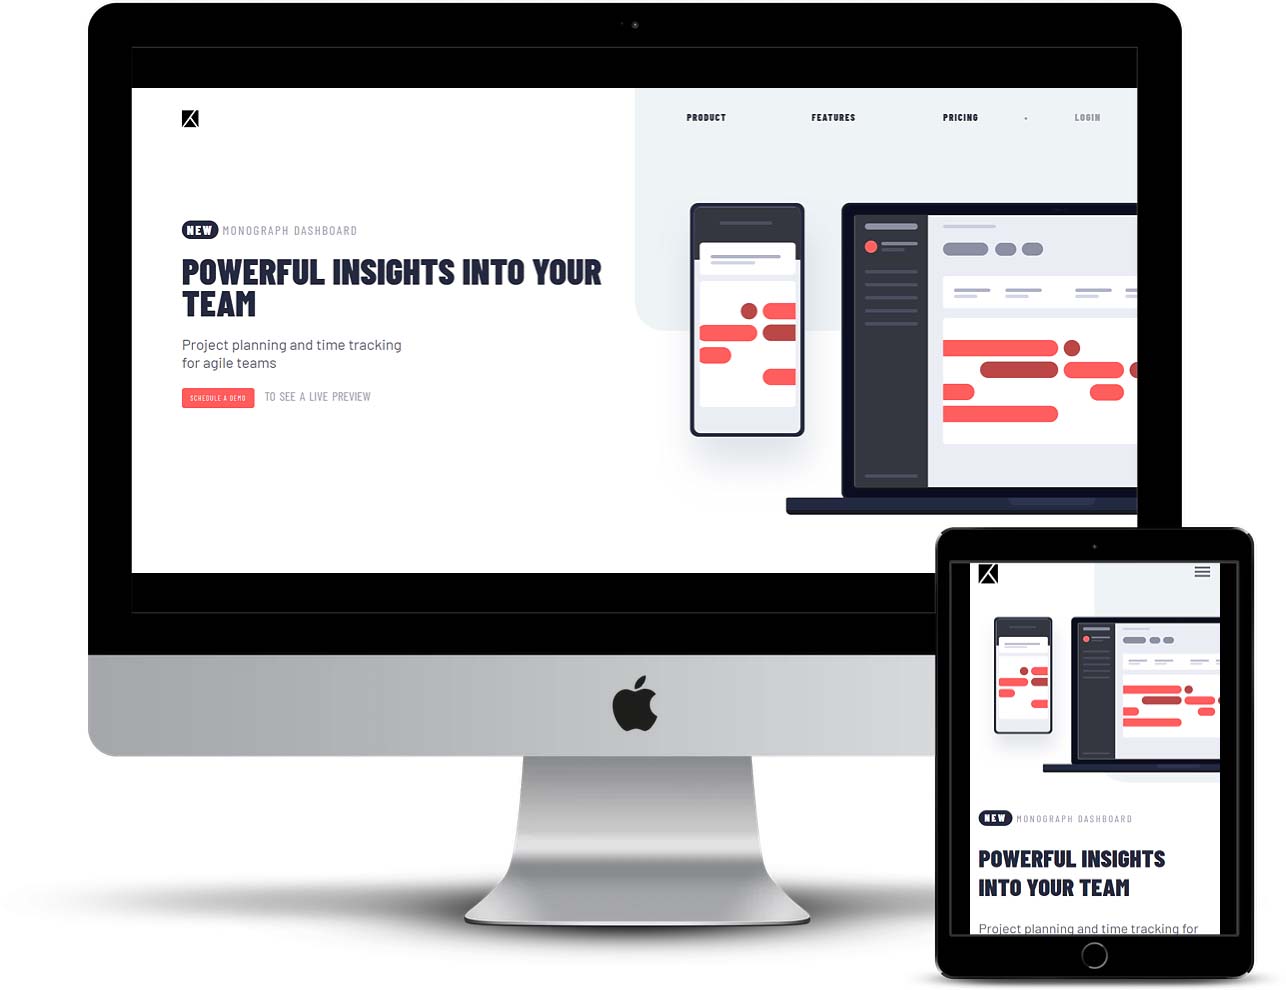 PRODUCT
FEATURES
PRICING
LOGIN
NEW MONOGRAPH DASHBOARD
POWERFUL INSIGHTS INTO YOUR
TEAM
Project planning and time tracking
for agile teams
SCHEDULE A DEMO TO SEE A LIVE PREVIEW
NEW MONOGRAPH DASHBOARD
POWERFUL INSIGHTS
INTO YOUR TEAM
Project planning and time tracking for